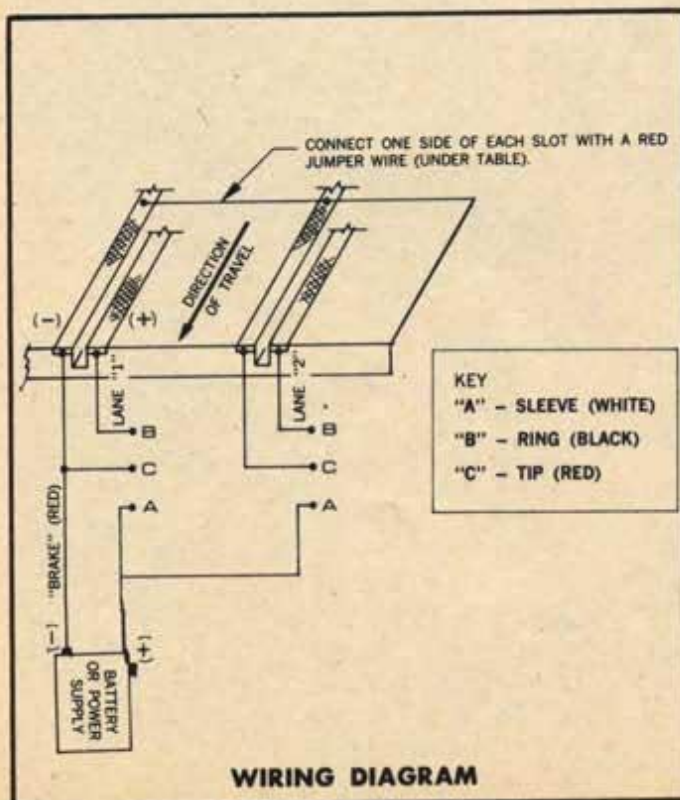 CONNECT ONE SIDE OF EACH SLOT WITH A RED
JUMPER WIRE (UNDER TABLE).
DIRECTION
OF TRAVEL
(-)
(+)
LANE "1"
LANE "2"
B
C
A
B
C
A
"BRAKE" (RED)
(-)
(+)
BATTERY
OR POWER
SUPPLY
KEY
"A" – SLEEVE (WHITE)
"B" – RING (BLACK)
"C" – TIP (RED)
WIRING DIAGRAM